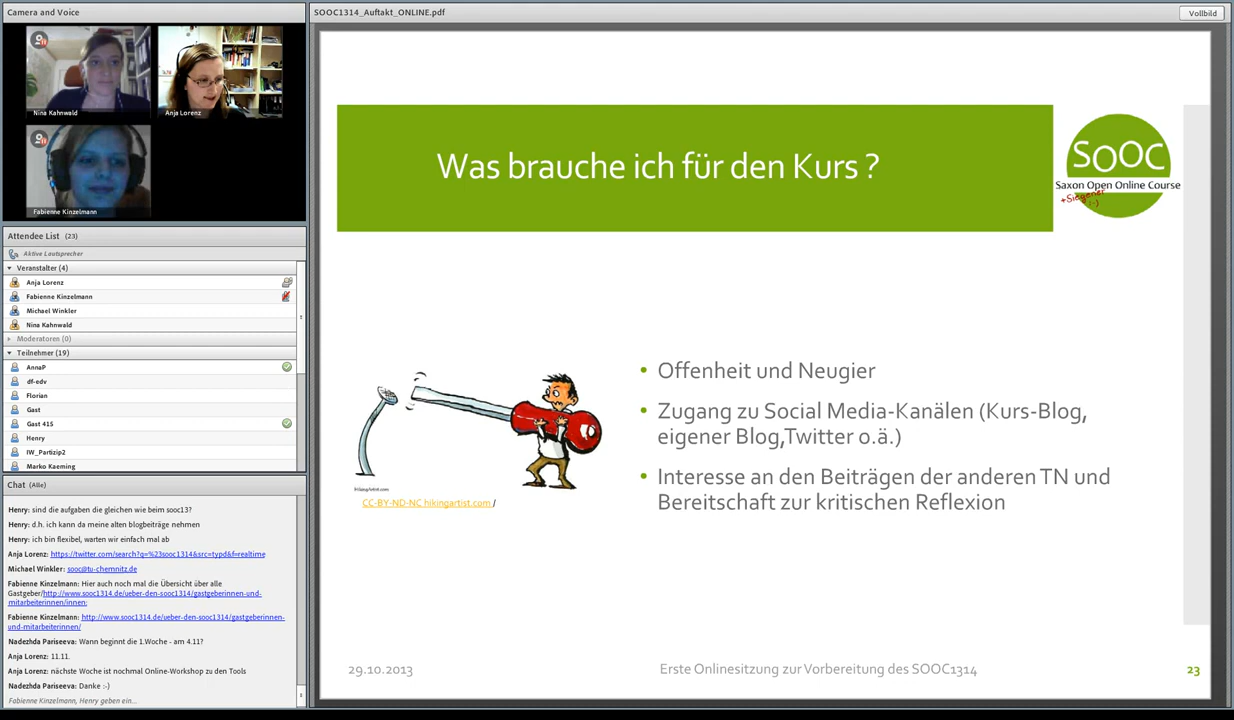 Camera and Voice
Nina Kahnwald
Anja Lorenz
Fabienne Kinzelmann
Attendee List (23)
Aktive Lautsprecher
Veranstalter (4)
Anja Lorenz
Fabienne Kinzelmann
Michael Winkler
Nina Kahnwald
Moderatoren (0)
Teilnehmer (19)
AnnaP
df-edv
Florian
Gast
Gast 415
Henry
IW_Partizip2
Marko Kaeming
Chat (Alle)
Henry: sind die aufgaben die gleichen wie beim sooc13?
Henry: d.h. ich kann da meine alten blogbeiträge nehmen
Henry: ich bin flexibel, warten wir einfach mal ab
Anja Lorenz: https://twitter.com/search?q=%23sooc1314&src=typd&f=realtime
Michael Winkler: sooc@tu-chemnitz.de
Fabienne Kinzelmann: Hier auch noch mal die Übersicht über alle
Gastgeber/http://www.sooc1314.de/ueber-den-sooc1314/gastgeberinnen-und-
mitarbeiterinnen/innen:
Fabienne Kinzelmann: http://www.sooc1314.de/ueber-den-sooc1314/gastgeberinnen-
und-mitarbeiterinnen/
Nadezhda Pariseeva: Wann beginnt die 1.Woche - am 4.11?
Anja Lorenz: 11.11.
Anja Lorenz: nächste Woche ist nochmal Online-Workshop zu den Tools
Nadezhda Pariseeva: Danke :-)
Fabienne Kinzelmann, Henry geben ein...
SOOC1314_Auftakt_ONLINE.pdf
Vollbild
Was brauche ich für den Kurs ?
SOOC
Saxon Open Online Course
+Siegener
:-)
• Offenheit und Neugier
• Zugang zu Social Media-Kanälen (Kurs-Blog,
eigener Blog,Twitter o.ä.)
• Interesse an den Beiträgen der anderen TN und
Bereitschaft zur kritischen Reflexion
hikingartist.com
CC-BY-ND-NC hikingartist.com /
29.10.2013
Erste Onlinesitzung zur Vorbereitung des SOOC1314
23